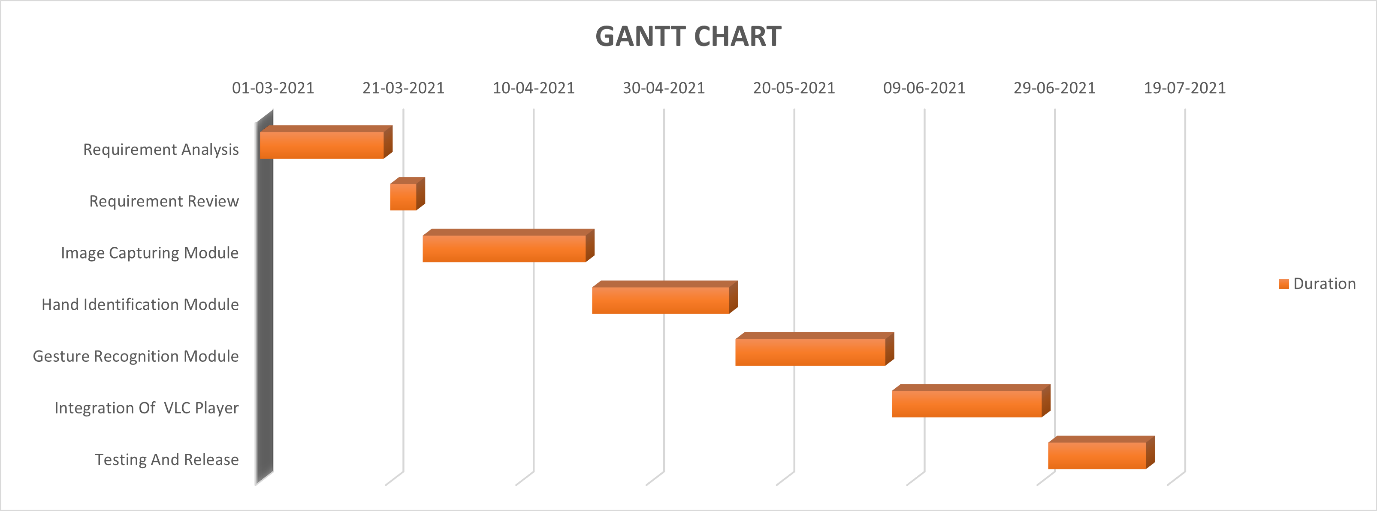 GANTT CHART
01-03-2021 21-03-2021 10-04-2021 30-04-2021 20-05-2021 09-06-2021 29-06-2021 19-07-2021
Requirement Analysis
Requirement Review
Image Capturing Module
Duration
Hand Identification Module
Gesture Recognition Module
Integration Of  VLC Player
Testing And Release